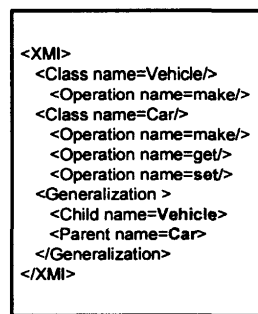 <XMI>
<Class name=Vehicle/>
<Operation name=make/>
<Class name=Car/>
<Operation name=make/>
<Operation name=get/>
<Operation name=set/>
<Generalization >
<Child name=Vehicle>
<Parent name=Car>
</Generalization>
</XMI>